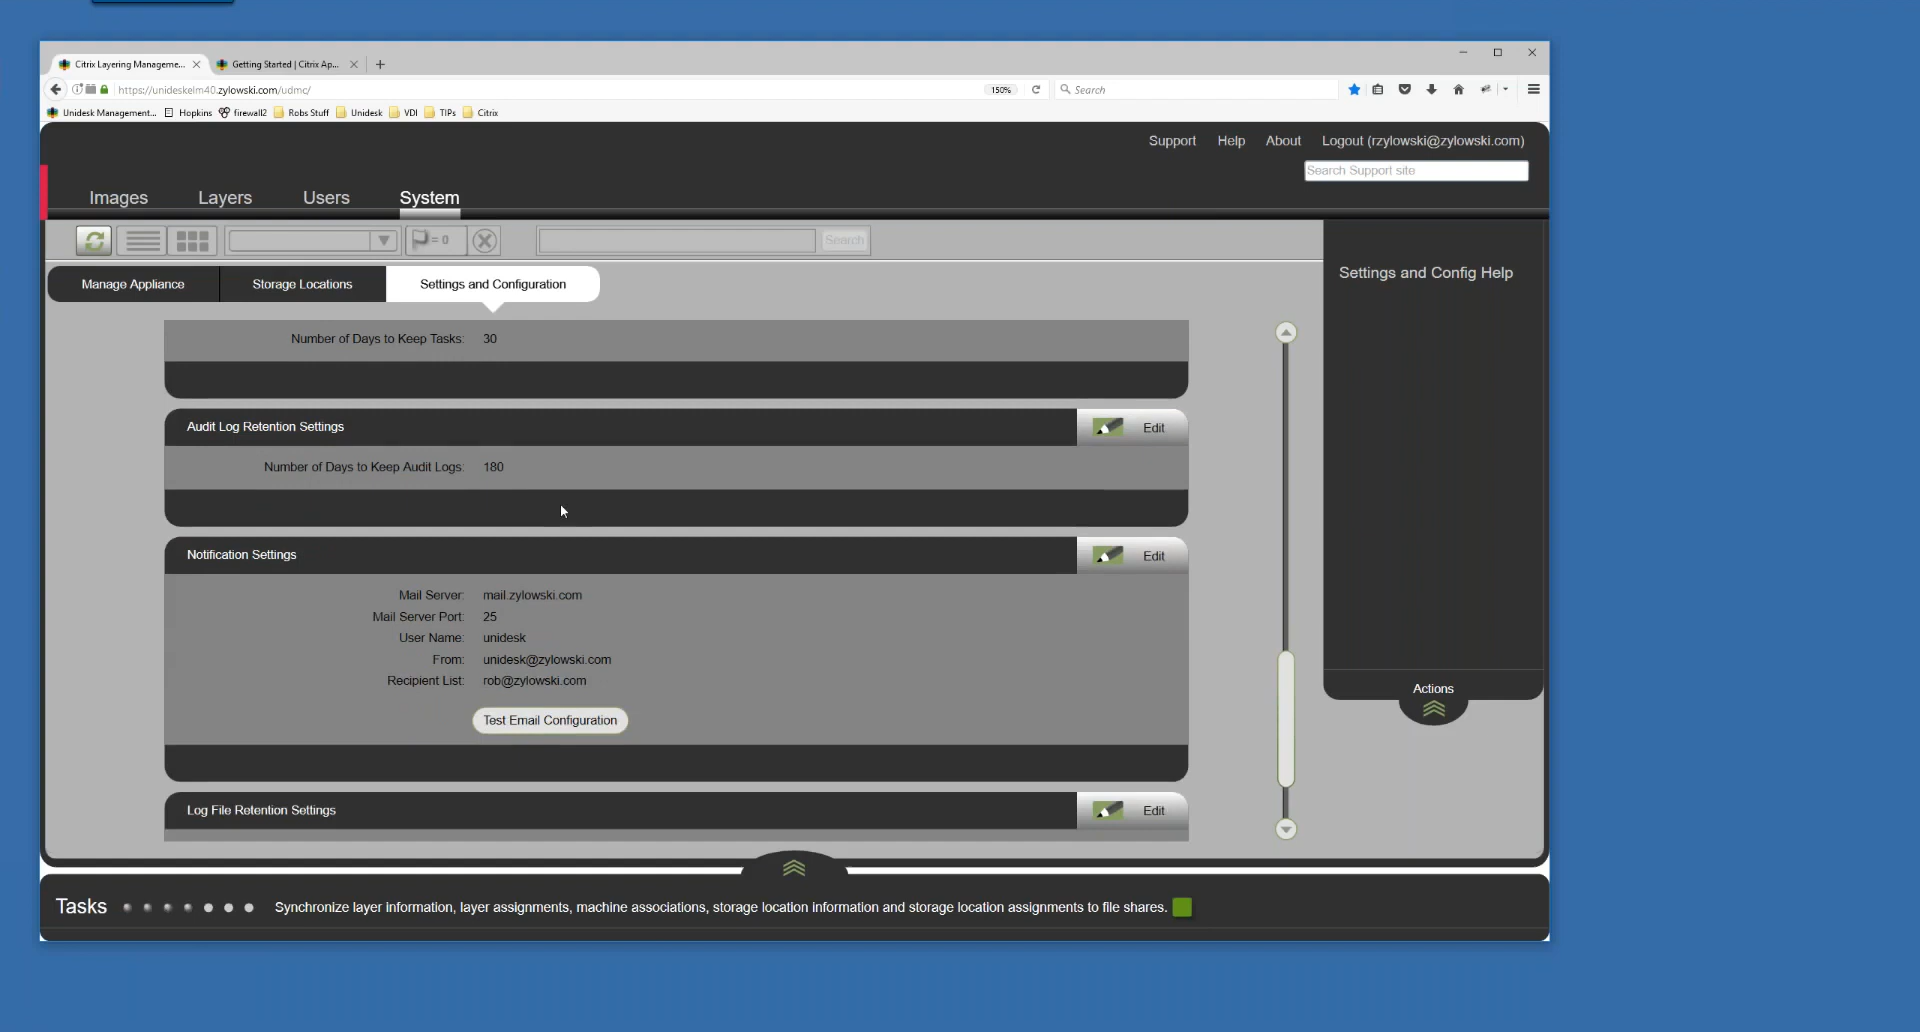 Citrix Layering Manageme...
Getting Started | Citrix Ap...
https://unideskelm40.zylowski.com/udmc/
150%
Search
Unidesk Management...
Hopkins
firewall2
Robs Stuff
Unidesk
VDI
TIPs
Citrix
Support
Help
About
Logout (rzylowski@zylowski.com)
Search Support site
Images
Layers
Users
System
= 0
Search
Manage Appliance
Storage Locations
Settings and Configuration
Settings and Config Help
Number of Days to Keep Tasks: 30
Audit Log Retention Settings
Edit
Number of Days to Keep Audit Logs: 180
Notification Settings
Edit
Mail Server: mail.zylowski.com
Mail Server Port: 25
User Name: unidesk
From: unidesk@zylowski.com
Recipient List: rob@zylowski.com
Test Email Configuration
Actions
Log File Retention Settings
Edit
Tasks
Synchronize layer information, layer assignments, machine associations, storage location information and storage location assignments to file shares.